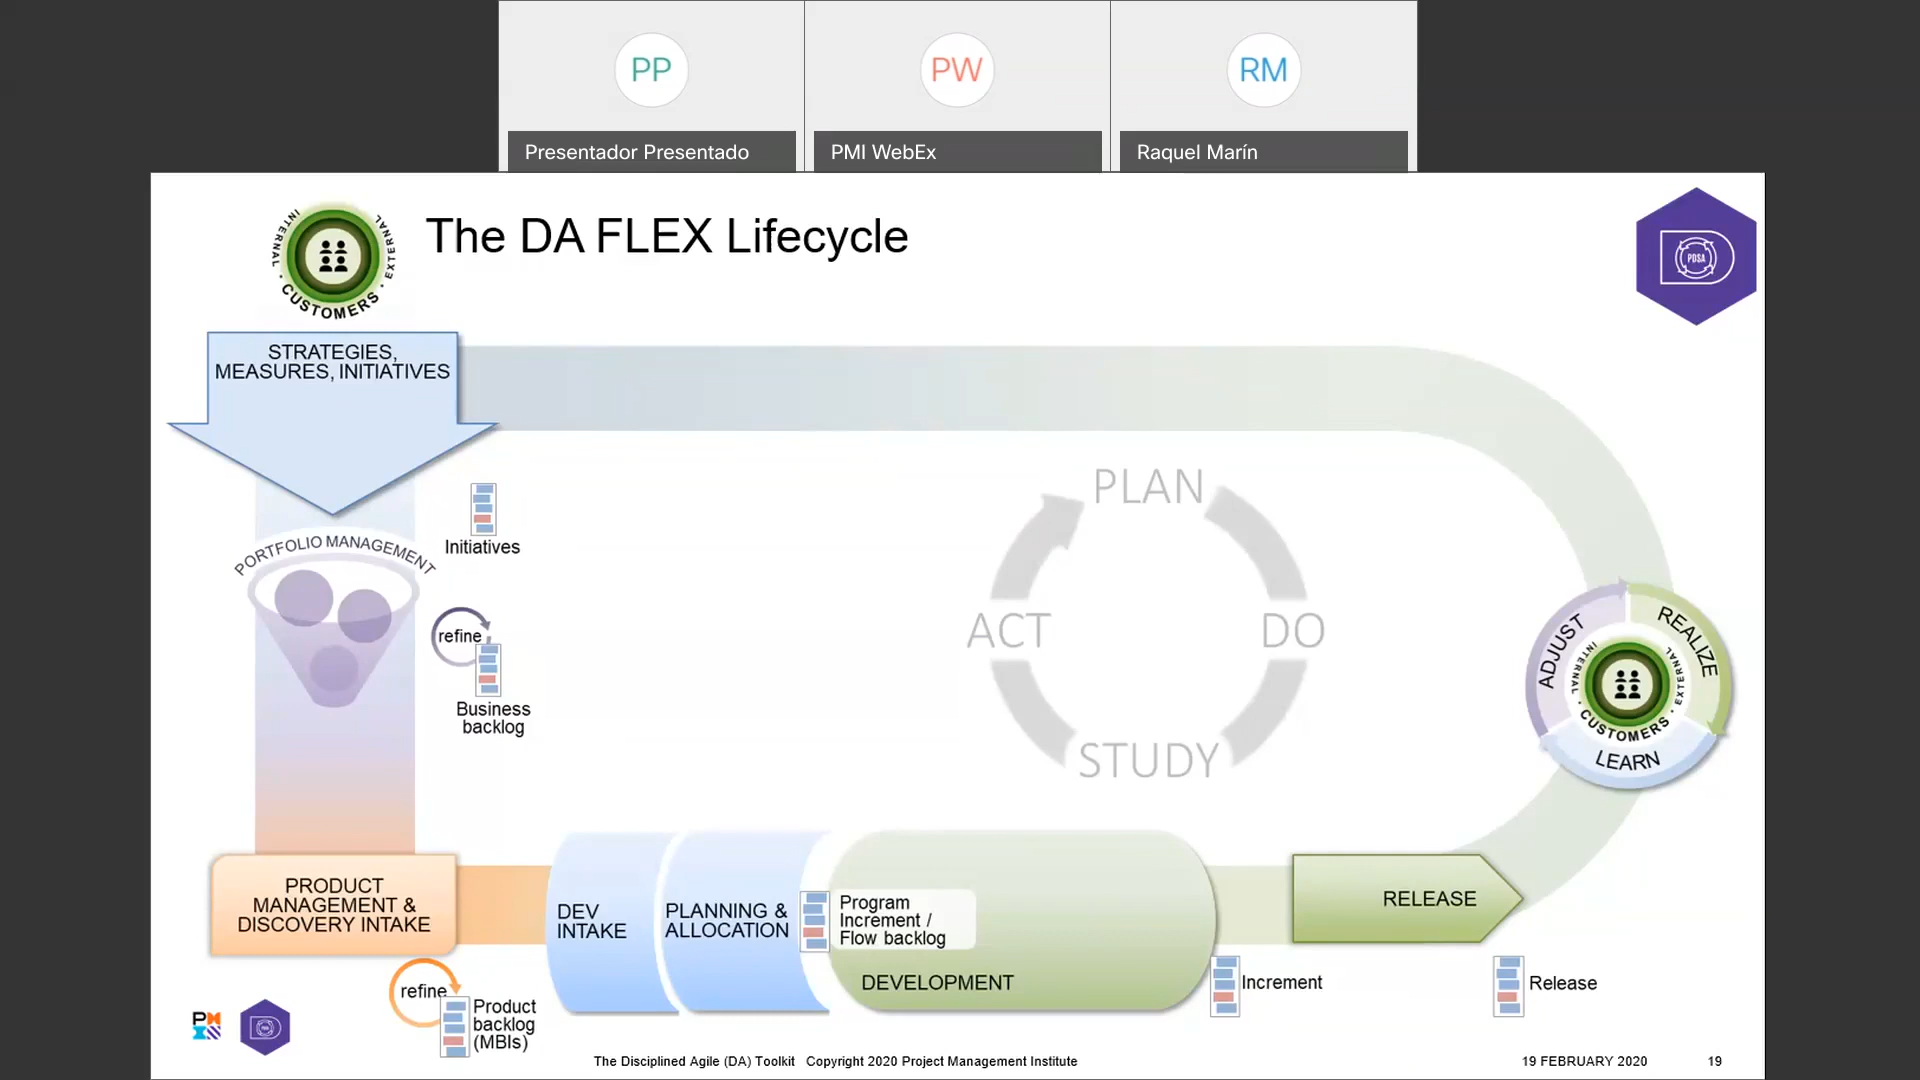 PP
PW
RM
Presentador Presentado
PMI WebEx
Raquel Marín
The DA FLEX Lifecycle
INTERNAL · EXTERNAL · CUSTOMERS
PDSA
STRATEGIES,
MEASURES, INITIATIVES
Initiatives
PORTFOLIO MANAGEMENT
refine
Business
backlog
PLAN
DO
STUDY
ACT
ADJUST
REALIZE
LEARN
INTERNAL · EXTERNAL · CUSTOMERS
PRODUCT
MANAGEMENT &
DISCOVERY INTAKE
refine
Product
backlog
(MBIs)
DEV
INTAKE
PLANNING &
ALLOCATION
Program
Increment /
Flow backlog
DEVELOPMENT
Increment
RELEASE
Release
The Disciplined Agile (DA) Toolkit Copyright 2020 Project Management Institute
19 FEBRUARY 2020
19